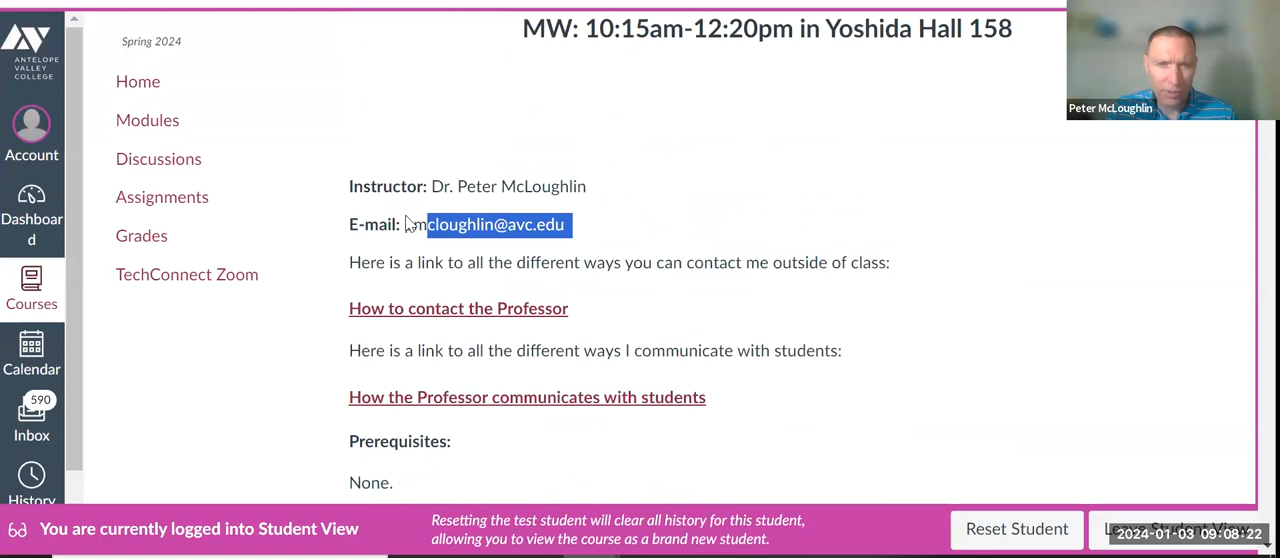 MW: 10:15am-12:20pm in Yoshida Hall 158
Peter McLoughlin
AV
ANTELOPE
VALLEY
COLLEGE
Account
Dashboar
d
Courses
Calendar
590
Inbox
History
Spring 2024
Home
Modules
Discussions
Assignments
Grades
TechConnect Zoom
Instructor: Dr. Peter McLoughlin
E-mail: mcloughlin@avc.edu
Here is a link to all the different ways you can contact me outside of class:
How to contact the Professor
Here is a link to all the different ways I communicate with students:
How the Professor communicates with students
Prerequisites:
None.
You are currently logged into Student View
Resetting the test student will clear all history for this student,
allowing you to view the course as a brand new student.
Reset Student
Leave Student View
2024-01-03 09:08:22